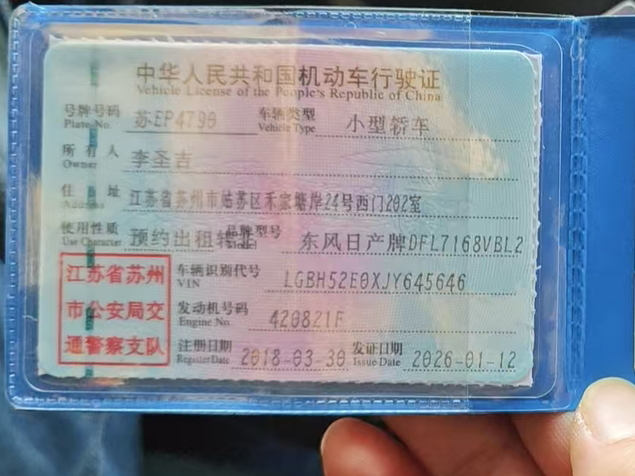 中华人民共和国机动车行驶证
Vehicle License of the People's Republic of China
号牌号码 苏EP4790 车辆类型 小型轿车
Plate No. Vehicle Type
所有人 李圣吉
Owner
住址 江苏省苏州市姑苏区禾家塘岸24号西门202室
Address
使用性质 预约出租转非 品牌型号 东风日产牌DFL7168VBL2
Use Character Model
江苏省苏州 车辆识别代号 LGBH52E0XJY645646
VIN
市公安局交 发动机号码 420821F
Engine No.
通警察支队 注册日期 2018-03-30 发证日期 2026-01-12
Register Date Issue Date